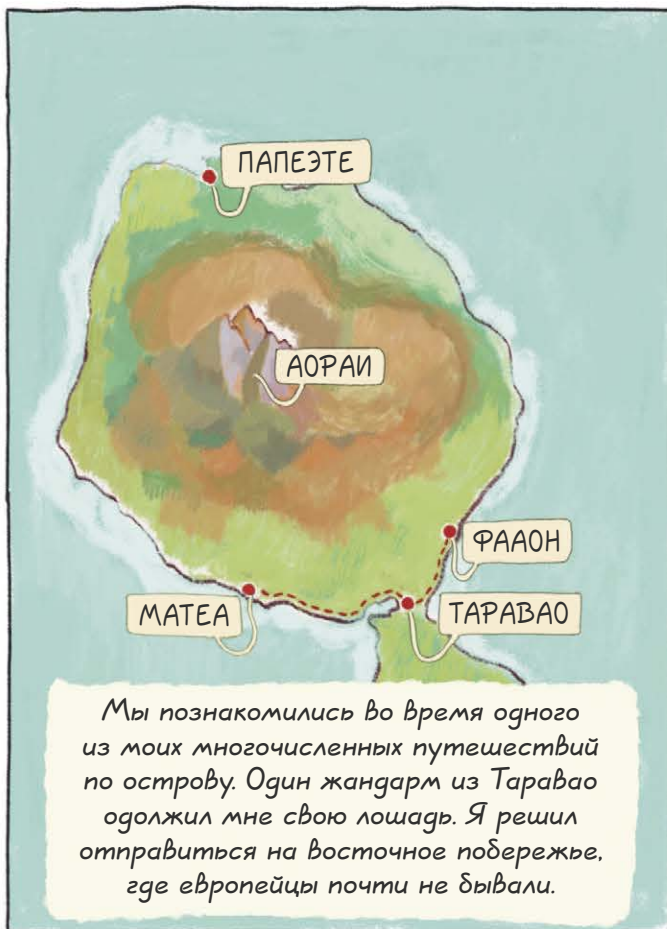 ПАПЕЭТЕ
АОРАИ
ФААОН
МАТЕА
ТАРАВАО
Мы познакомились во время одного
из моих многочисленных путешествий
по острову. Один жандарм из Таравао
одолжил мне свою лошадь. Я решил
отправиться на восточное побережье,
где европейцы почти не бывали.